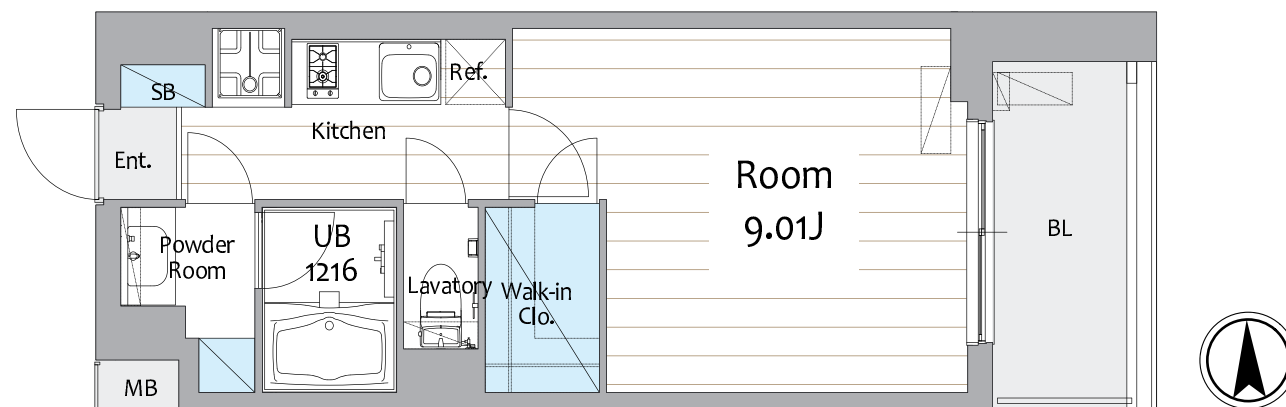 SB
Ref.
Kitchen
Ent.
Room
9.01J
Powder
Room
UB
1216
Lavatory
Walk-in
Clo.
BL
MB